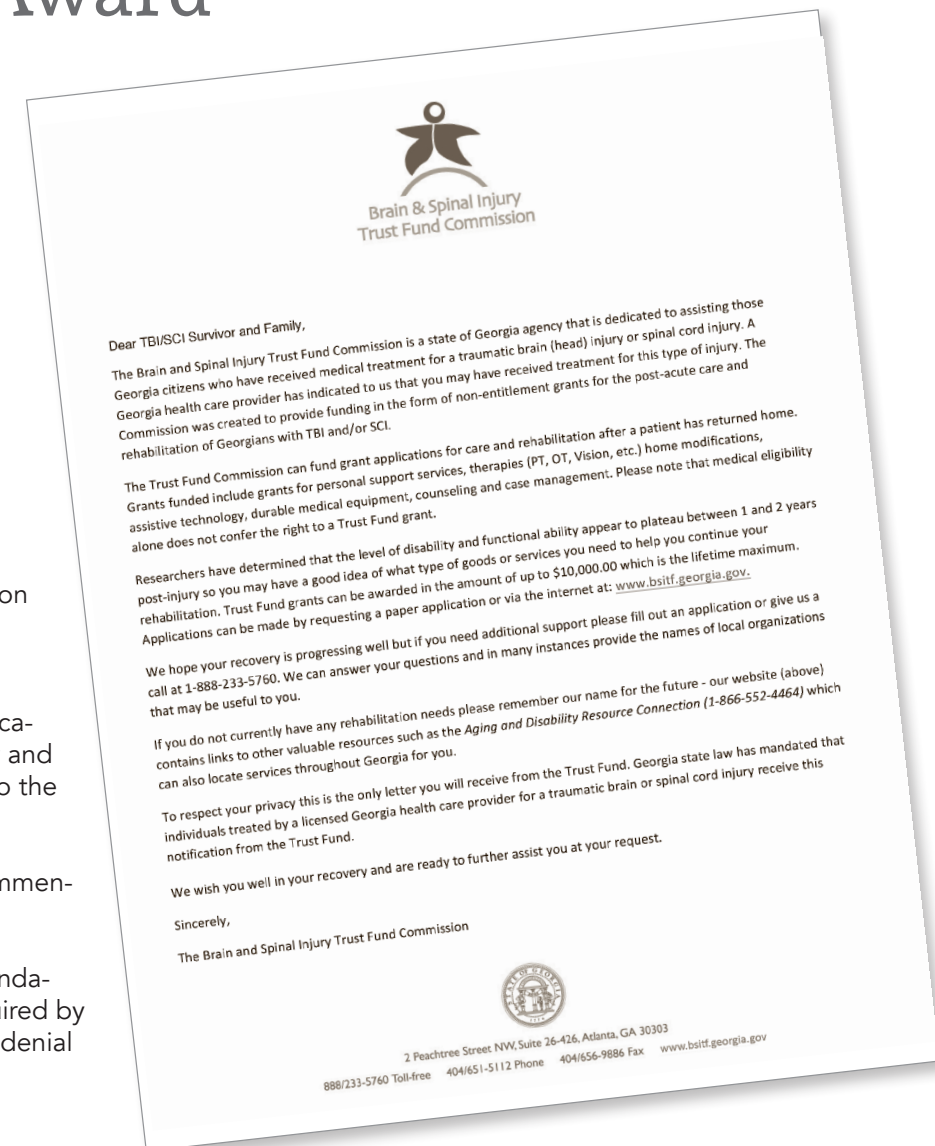 Award
on
ca-
and
o the
mmen-
nda-
uired by
denial
Brain & Spinal Injury
Trust Fund Commission
Dear TBI/SCI Survivor and Family,
The Brain and Spinal Injury Trust Fund Commission is a state of Georgia agency that is dedicated to assisting those
Georgia citizens who have received medical treatment for a traumatic brain (head) injury or spinal cord injury. A
Georgia health care provider has indicated to us that you may have received treatment for this type of injury. The
Commission was created to provide funding in the form of non-entitlement grants for the post-acute care and
rehabilitation of Georgians with TBI and/or SCI.
The Trust Fund Commission can fund grant applications for care and rehabilitation after a patient has returned home.
Grants funded include grants for personal support services, therapies (PT, OT, Vision, etc.) home modifications,
assistive technology, durable medical equipment, counseling and case management. Please note that medical eligibility
alone does not confer the right to a Trust Fund grant.
Researchers have determined that the level of disability and functional ability appear to plateau between 1 and 2 years
post-injury so you may have a good idea of what type of goods or services you need to help you continue your
rehabilitation. Trust Fund grants can be awarded in the amount of up to $10,000.00 which is the lifetime maximum.
Applications can be made by requesting a paper application or via the internet at: www.bsitf.georgia.gov.
We hope your recovery is progressing well but if you need additional support please fill out an application or give us a
call at 1-888-233-5760. We can answer your questions and in many instances provide the names of local organizations
that may be useful to you.
If you do not currently have any rehabilitation needs please remember our name for the future - our website (above)
contains links to other valuable resources such as the Aging and Disability Resource Connection (1-866-552-4464) which
can also locate services throughout Georgia for you.
To respect your privacy this is the only letter you will receive from the Trust Fund. Georgia state law has mandated that
individuals treated by a licensed Georgia health care provider for a traumatic brain or spinal cord injury receive this
notification from the Trust Fund.
We wish you well in your recovery and are ready to further assist you at your request.
Sincerely,
The Brain and Spinal Injury Trust Fund Commission
STATE OF GEORGIA
1776
2 Peachtree Street NW, Suite 26-426, Atlanta, GA 30303
888/233-5760 Toll-free 404/651-5112 Phone 404/656-9886 Fax www.bsitf.georgia.gov